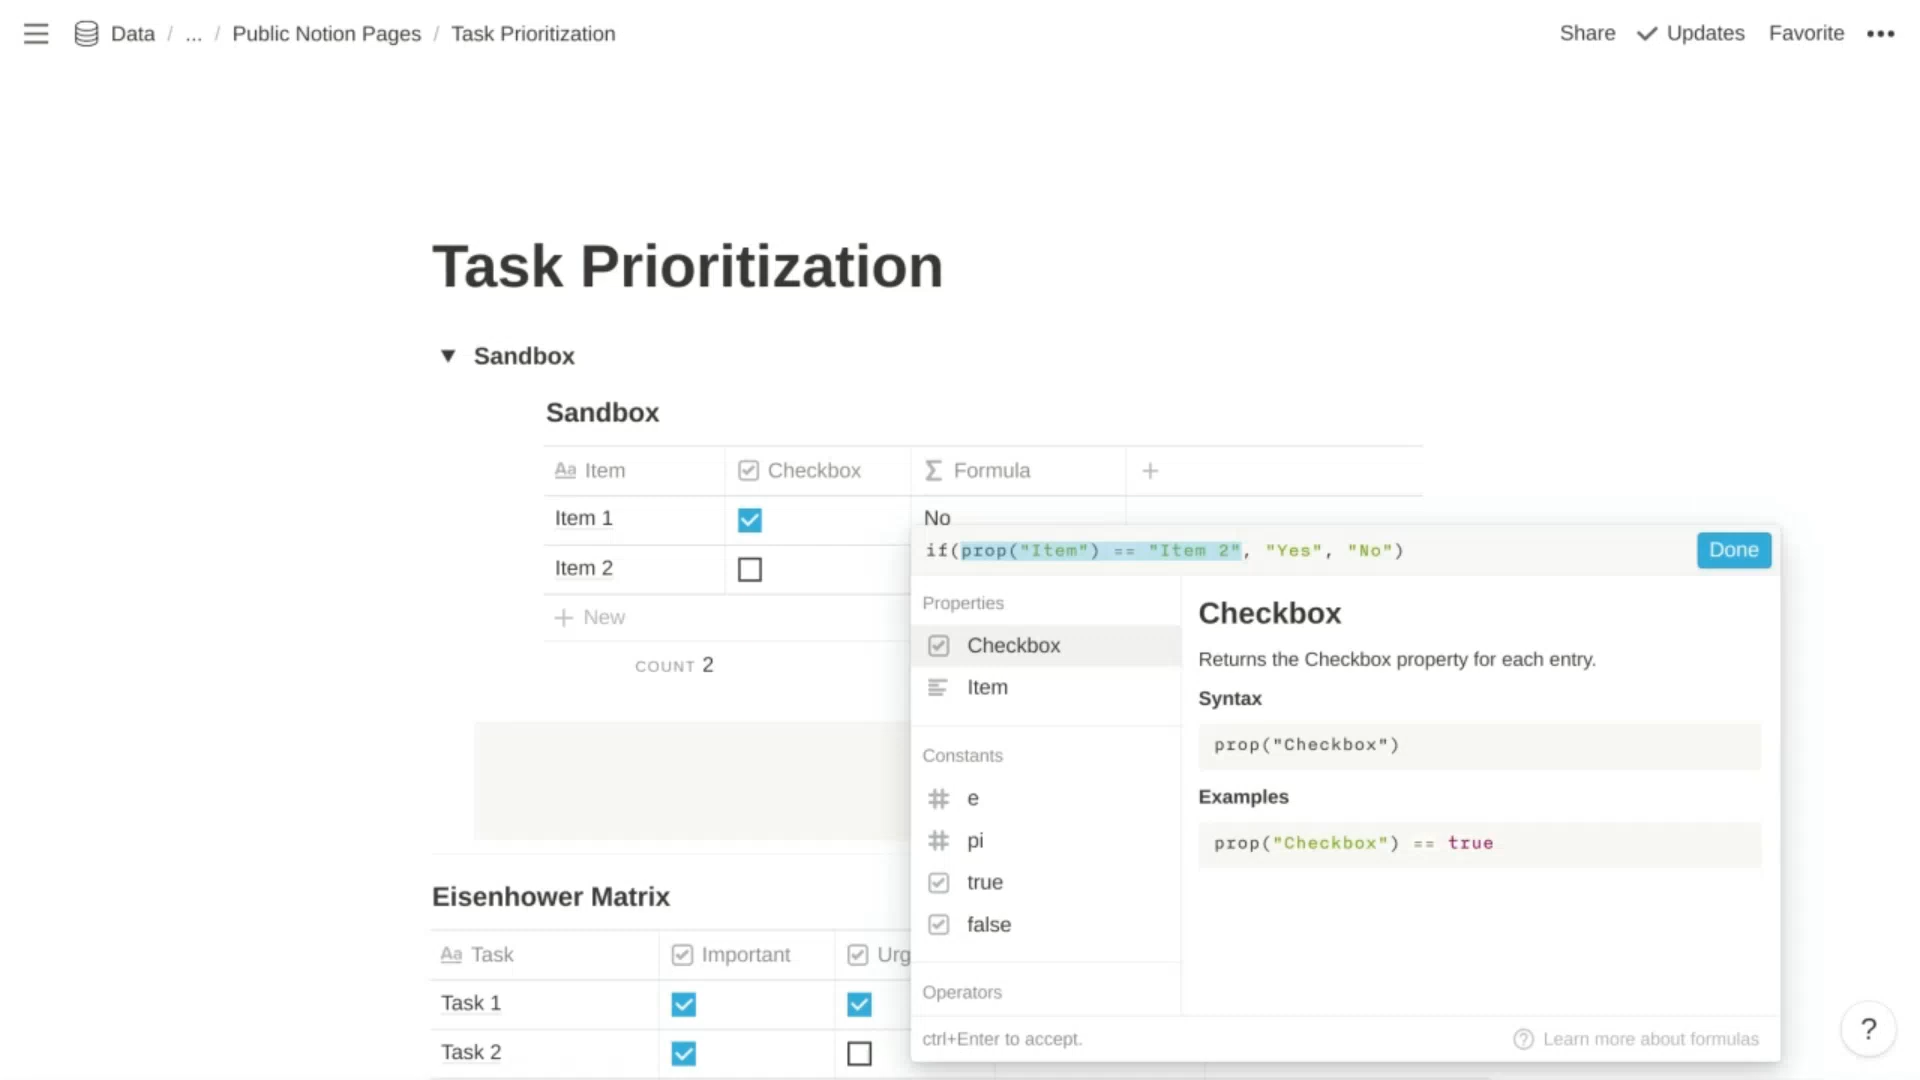 Data / ... / Public Notion Pages / Task Prioritization
Share Updates Favorite •••
Task Prioritization
Sandbox
Sandbox
Aa Item Checkbox Σ Formula +
Item 1 No
if(prop("Item") == "Item 2", "Yes", "No") Done
Item 2
+ New
COUNT 2
Properties
Checkbox
Item
Constants
# e
# pi
true
false
Operators
ctrl+Enter to accept.
Checkbox
Returns the Checkbox property for each entry.
Syntax
prop("Checkbox")
Examples
prop("Checkbox") == true
? Learn more about formulas
Eisenhower Matrix
Aa Task Important Urg
Task 1
Task 2
?